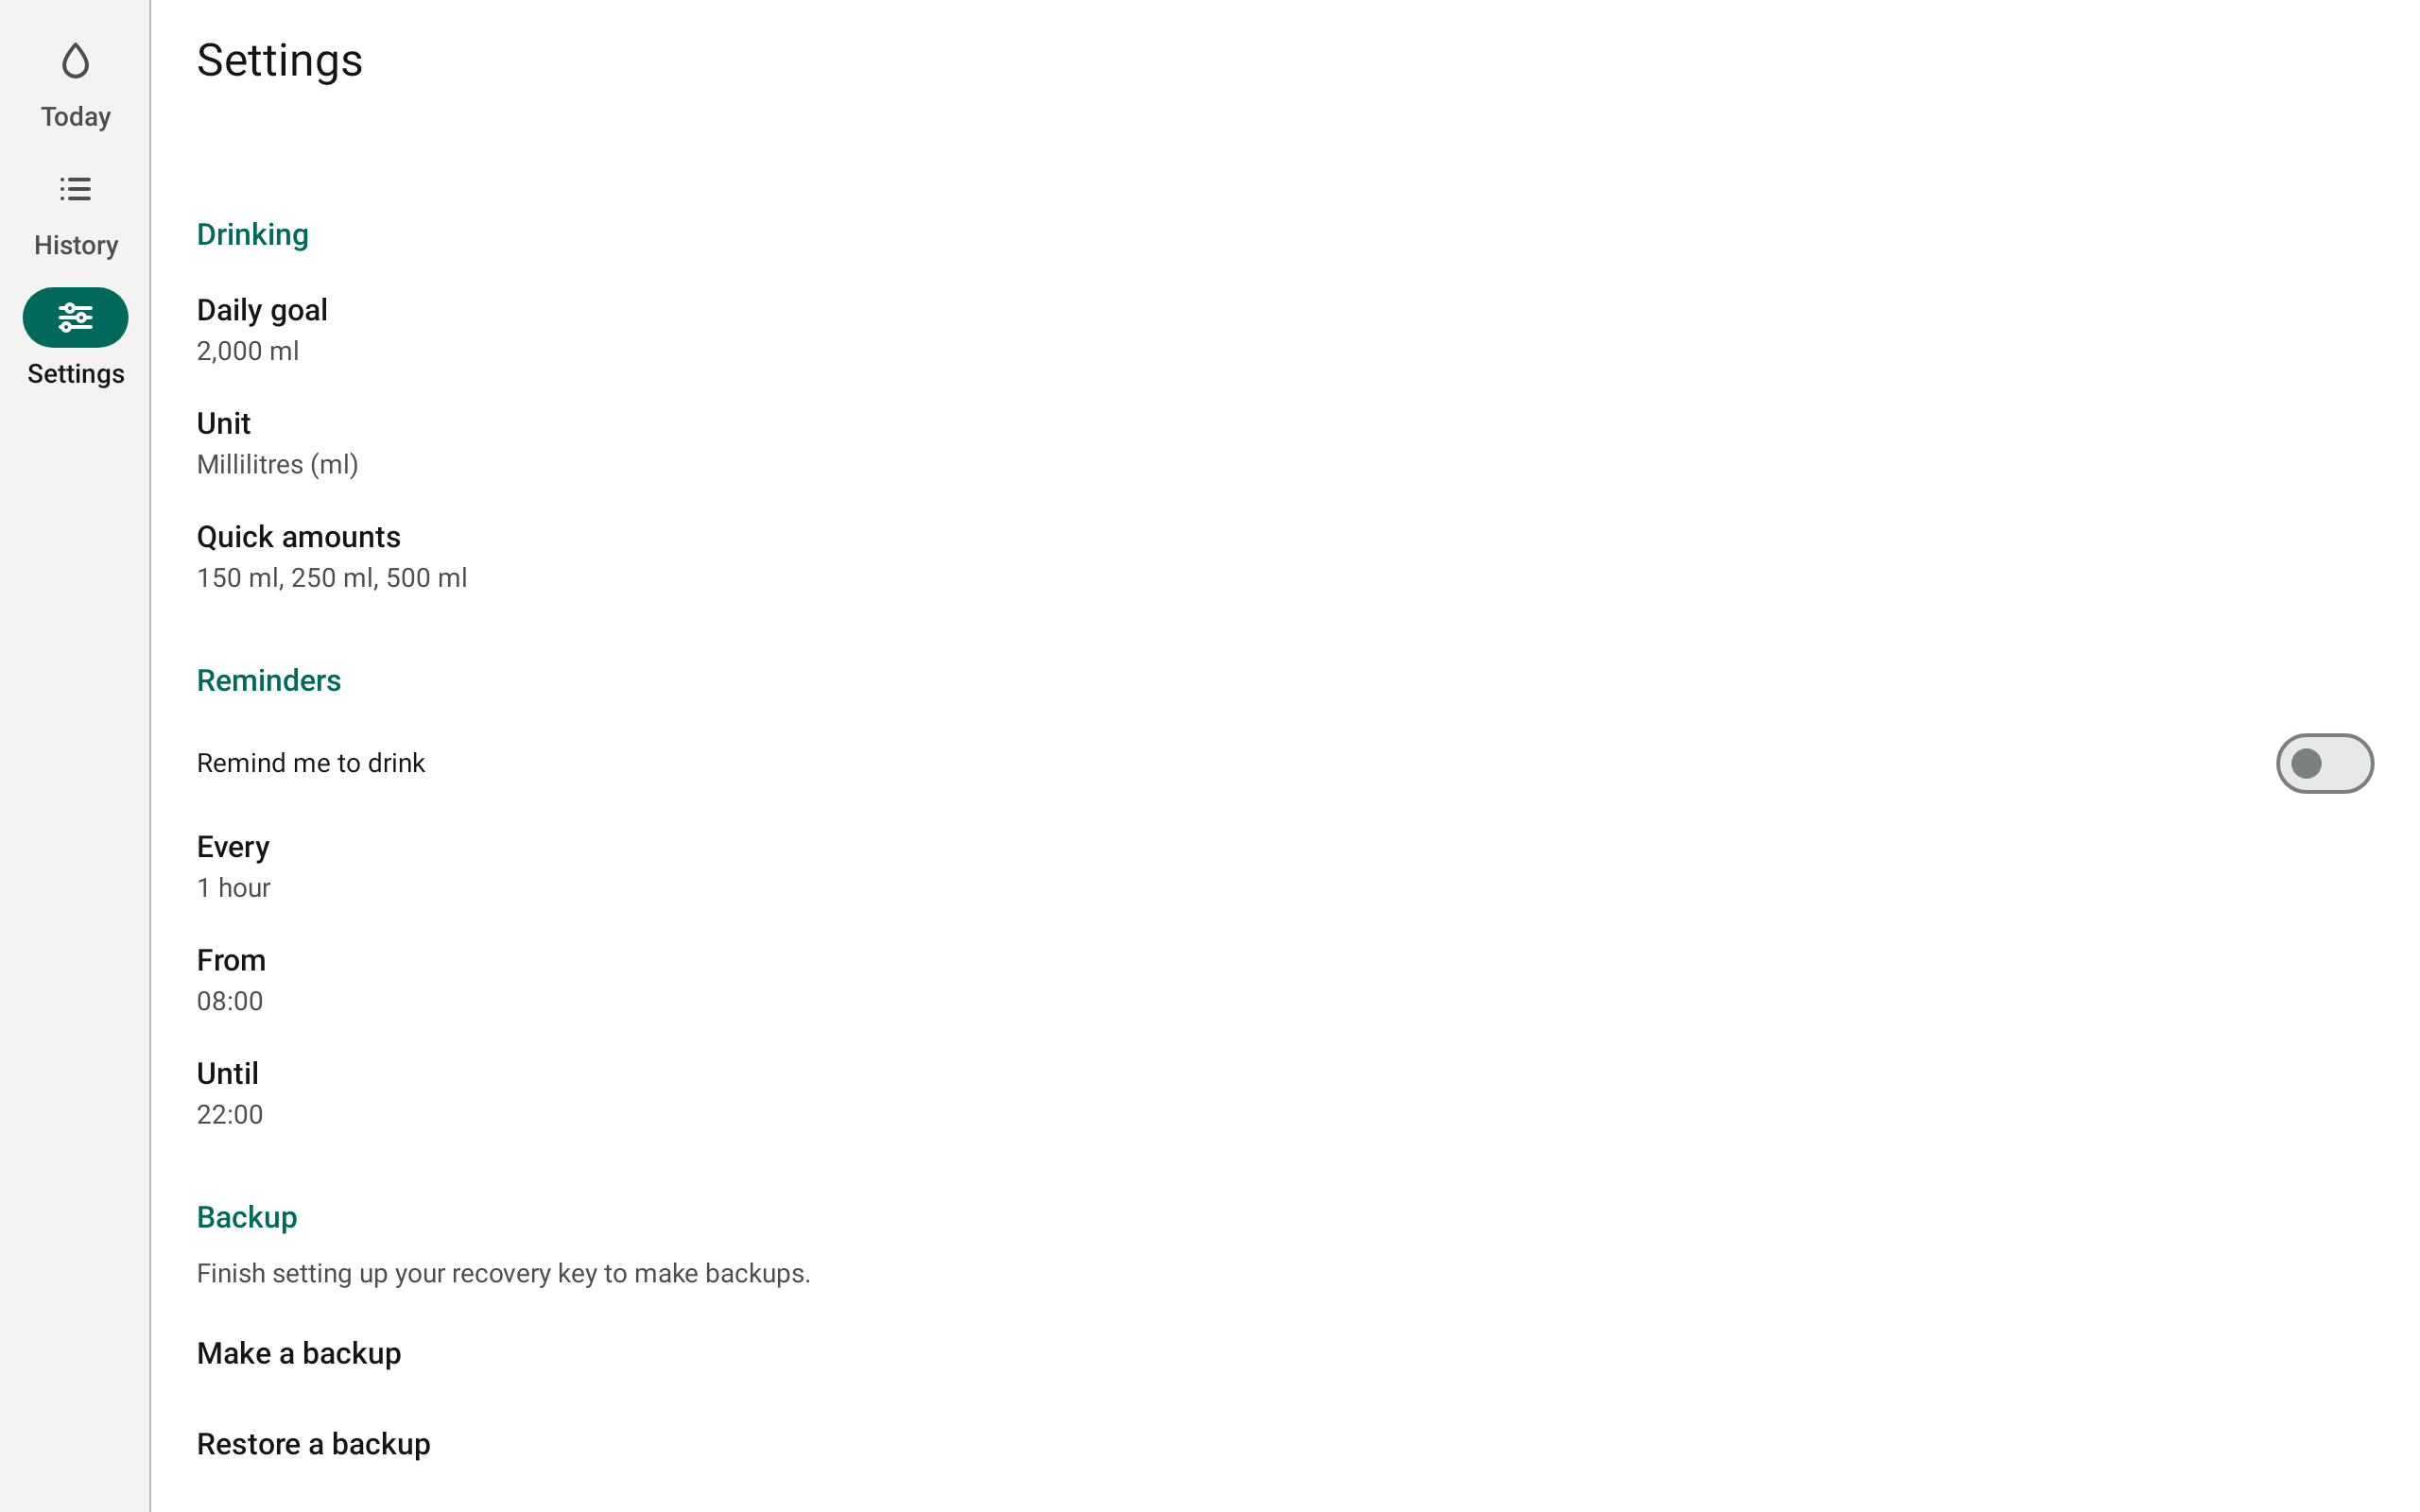 Today
History
Settings
Settings
Drinking
Daily goal
2,000 ml
Unit
Millilitres (ml)
Quick amounts
150 ml, 250 ml, 500 ml
Reminders
Remind me to drink
Every
1 hour
From
08:00
Until
22:00
Backup
Finish setting up your recovery key to make backups.
Make a backup
Restore a backup